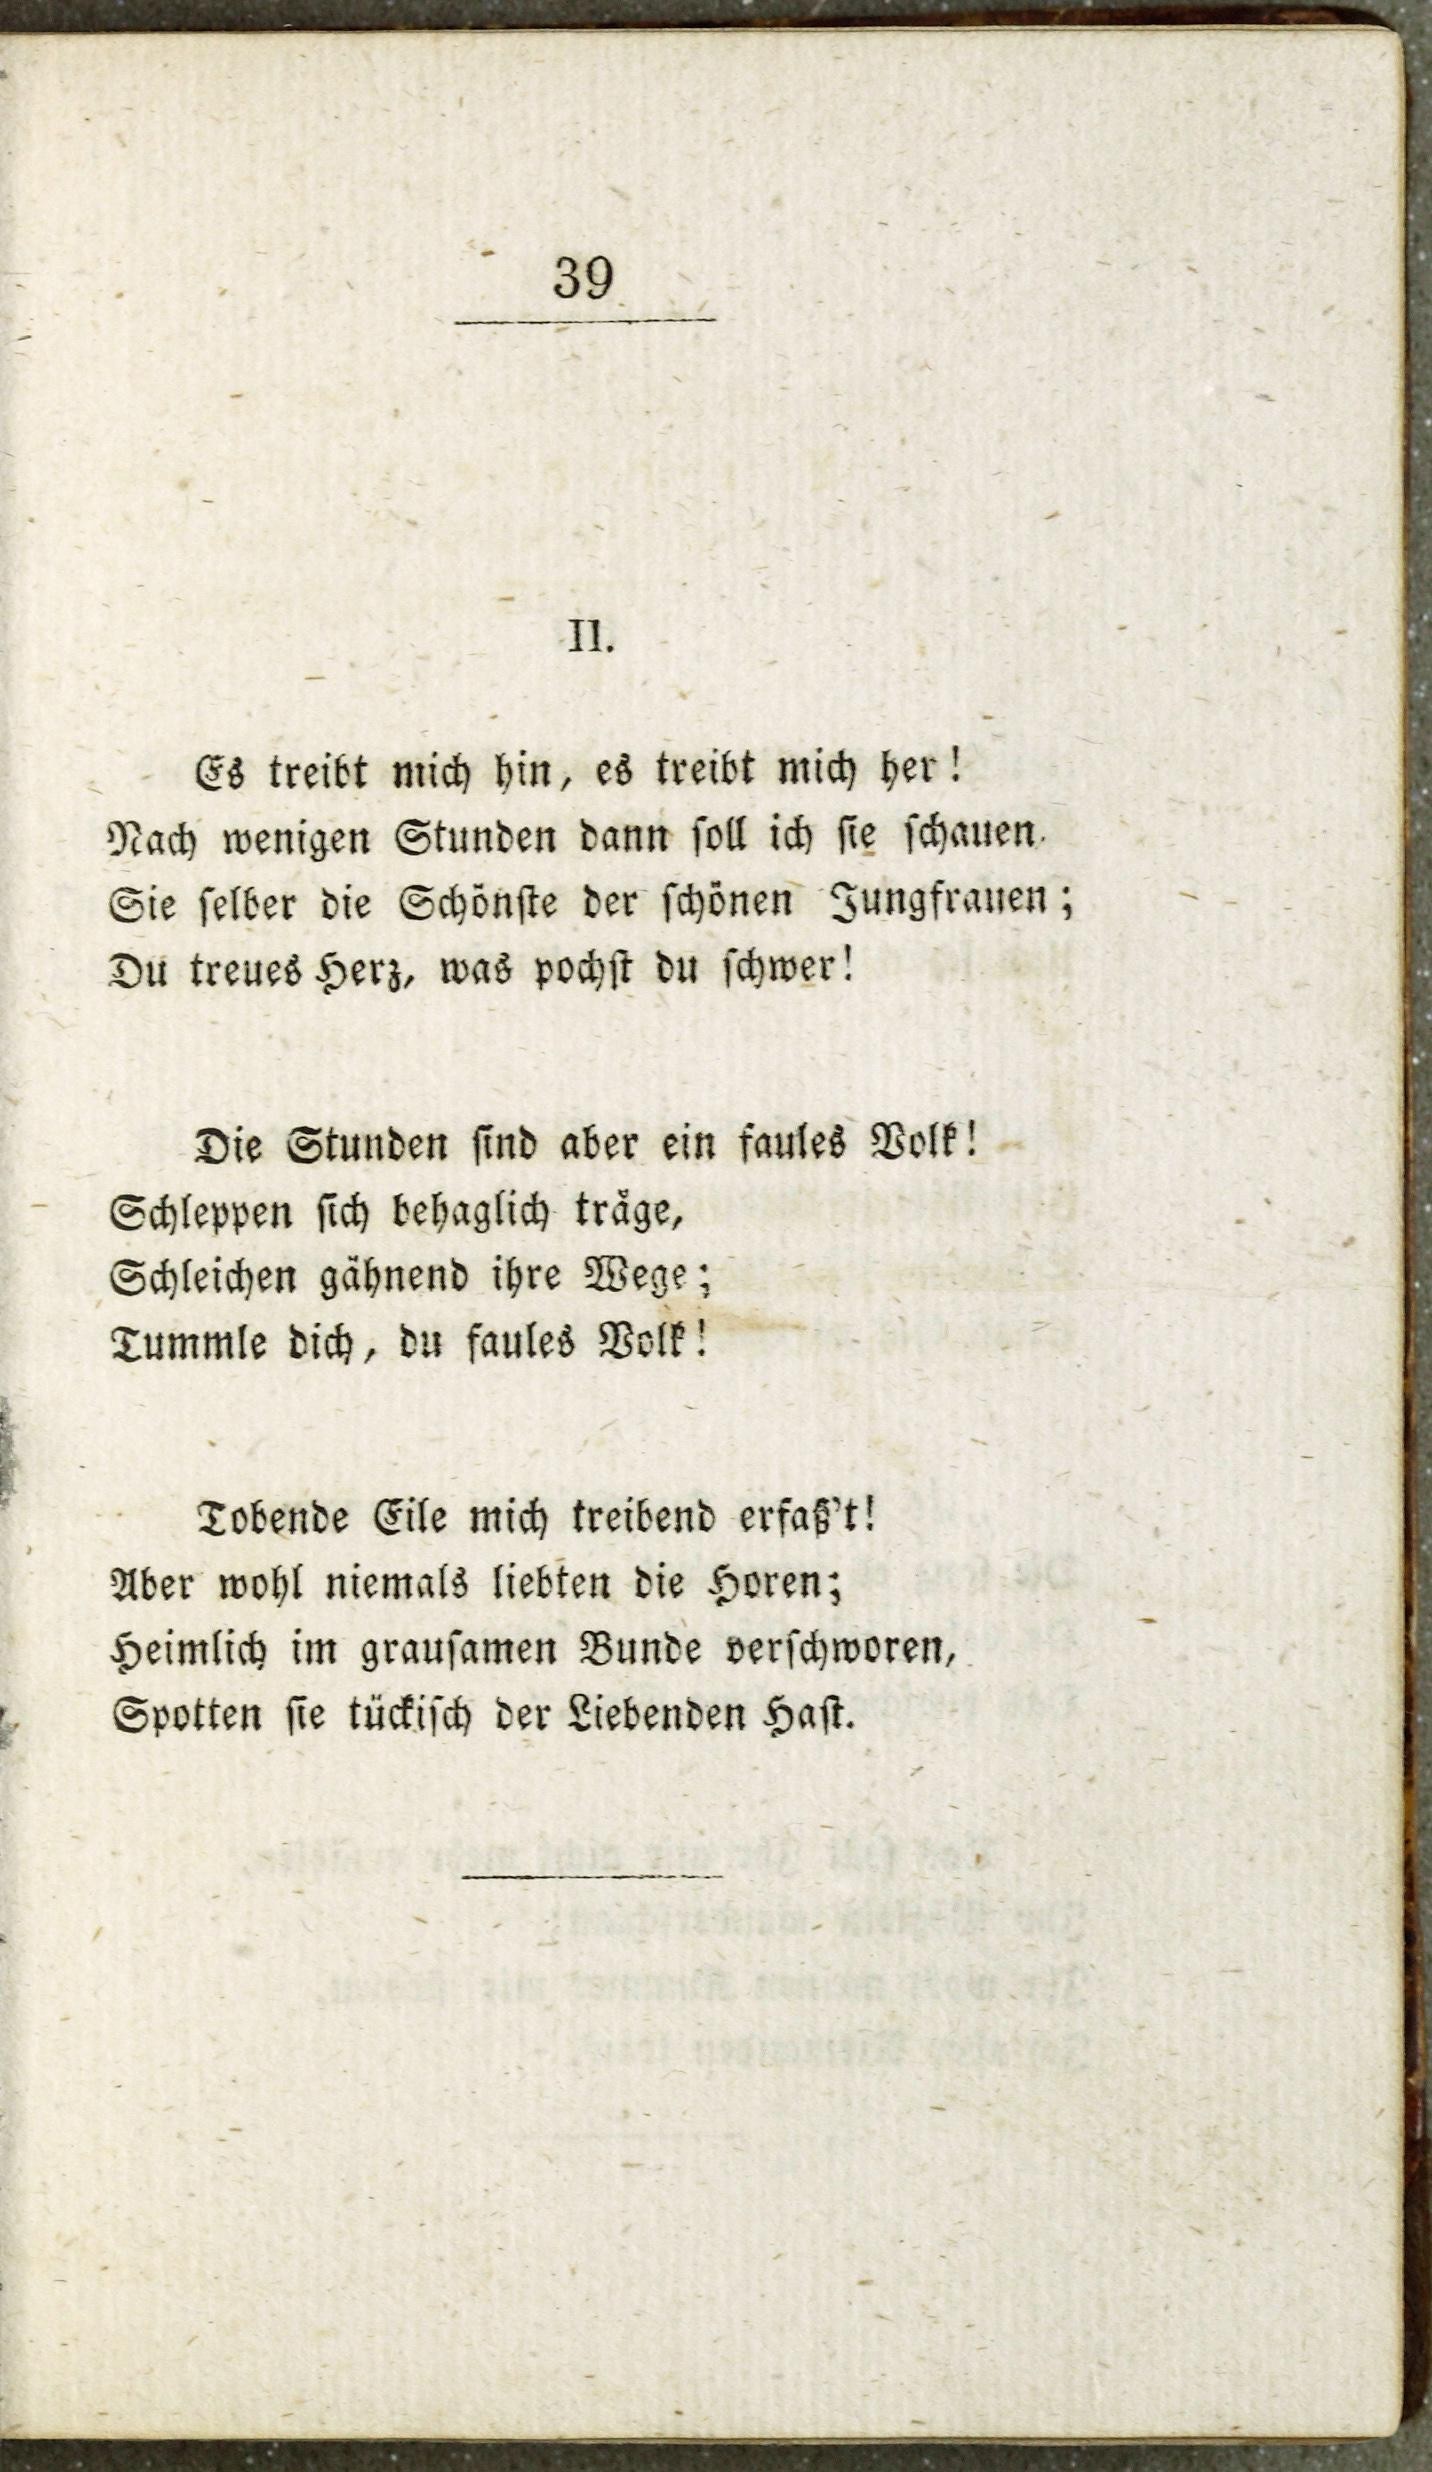 39
II.
Es treibt mich hin, es treibt mich her!
Nach wenigen Stunden dann soll ich sie schauen.
Sie selber die Schönste der schönen Jungfrauen;
Du treues Herz, was pochst du schwer!
Die Stunden sind aber ein faules Volk!
Schleppen sich behaglich träge,
Schleichen gähnend ihre Wege;
Tummle dich, du faules Volk!
Tobende Eile mich treibend erfaß't!
Aber wohl niemals liebten die Horen;
Heimlich im grausamen Bunde verschworen,
Spotten sie tückisch der Liebenden Hast.